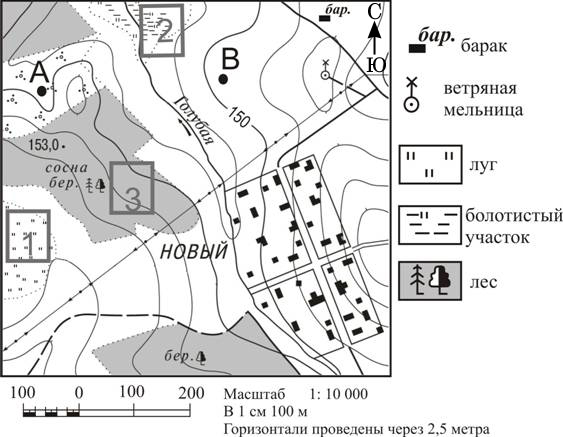 бар.
С
Ю
2
А
В
Голубая
150
153,0
сосна
бер.
3
1
НОВЫЙ
бер.
бар.
барак
ветряная
мельница
луг
болотистый
участок
лес
100 0 100 200
Масштаб 1: 10 000
В 1 см 100 м
Горизонтали проведены через 2,5 метра